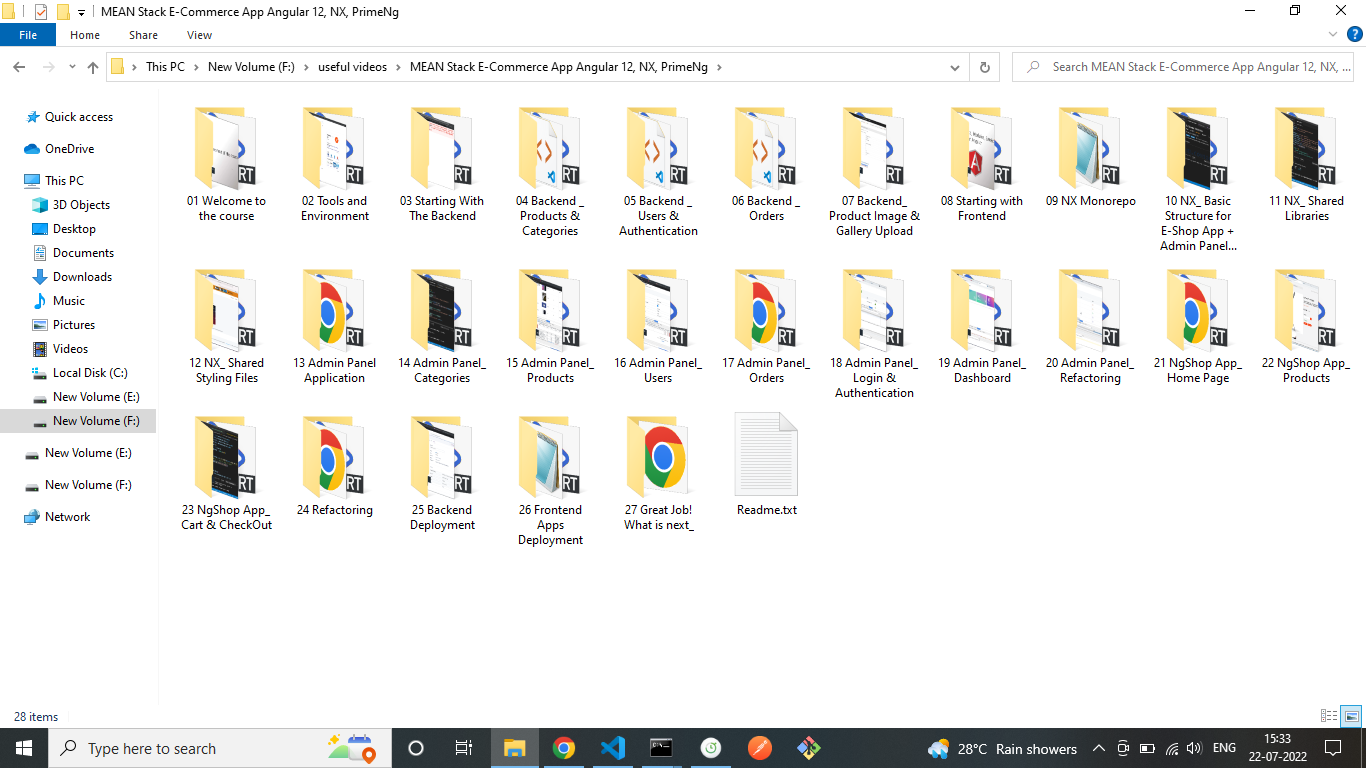 MEAN Stack E-Commerce App Angular 12, NX, PrimeNg
File Home Share View
This PC New Volume (F:) useful videos MEAN Stack E-Commerce App Angular 12, NX, PrimeNg
Search MEAN Stack E-Commerce App Angular 12, NX, ...
Quick access
OneDrive
This PC
3D Objects
Desktop
Documents
Downloads
Music
Pictures
Videos
Local Disk (C:)
New Volume (E:)
New Volume (F:)
New Volume (E:)
New Volume (F:)
Network
01 Welcome to
the course
02 Tools and
Environment
03 Starting With
The Backend
04 Backend _
Products &
Categories
05 Backend _
Users &
Authentication
06 Backend _
Orders
07 Backend_
Product Image &
Gallery Upload
08 Starting with
Frontend
09 NX Monorepo
10 NX_ Basic
Structure for
E-Shop App +
Admin Panel...
11 NX_ Shared
Libraries
12 NX_ Shared
Styling Files
13 Admin Panel
Application
14 Admin Panel_
Categories
15 Admin Panel_
Products
16 Admin Panel_
Users
17 Admin Panel_
Orders
18 Admin Panel_
Login &
Authentication
19 Admin Panel_
Dashboard
20 Admin Panel_
Refactoring
21 NgShop App_
Home Page
22 NgShop App_
Products
23 NgShop App_
Cart & CheckOut
24 Refactoring
25 Backend
Deployment
26 Frontend
Apps
Deployment
27 Great Job!
What is next_
Readme.txt
28 items
Type here to search
28°C Rain showers
ENG
15:33
22-07-2022